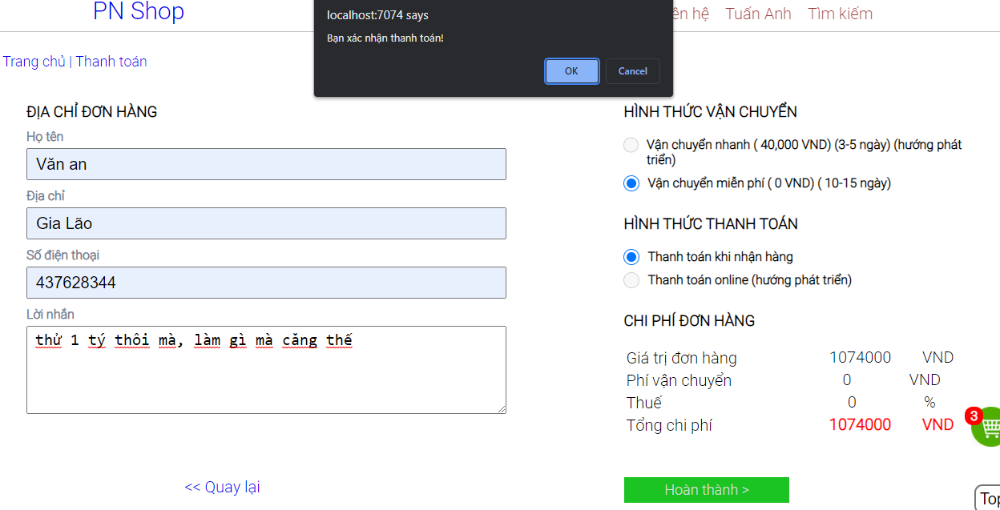 PN Shop
localhost:7074 says
Bạn xác nhận thanh toán!
OK
Cancel
hệ Tuấn Anh Tìm kiếm
Trang chủ | Thanh toán
ĐỊA CHỈ ĐƠN HÀNG
Họ tên
Văn an
Địa chỉ
Gia Lão
Số điện thoại
437628344
Lời nhắn
thử 1 tý thôi mà, làm gì mà căng thế
<< Quay lại
HÌNH THỨC VẬN CHUYỂN
Vận chuyển nhanh ( 40,000 VND) (3-5 ngày) (hướng phát
triển)
Vận chuyển miễn phí ( 0 VND) ( 10-15 ngày)
HÌNH THỨC THANH TOÁN
Thanh toán khi nhận hàng
Thanh toán online (hướng phát triển)
CHI PHÍ ĐƠN HÀNG
Giá trị đơn hàng 1074000 VND
Phí vận chuyển 0 VND
Thuế 0 %
Tổng chi phí 1074000 VND
3
Hoàn thành >
Top